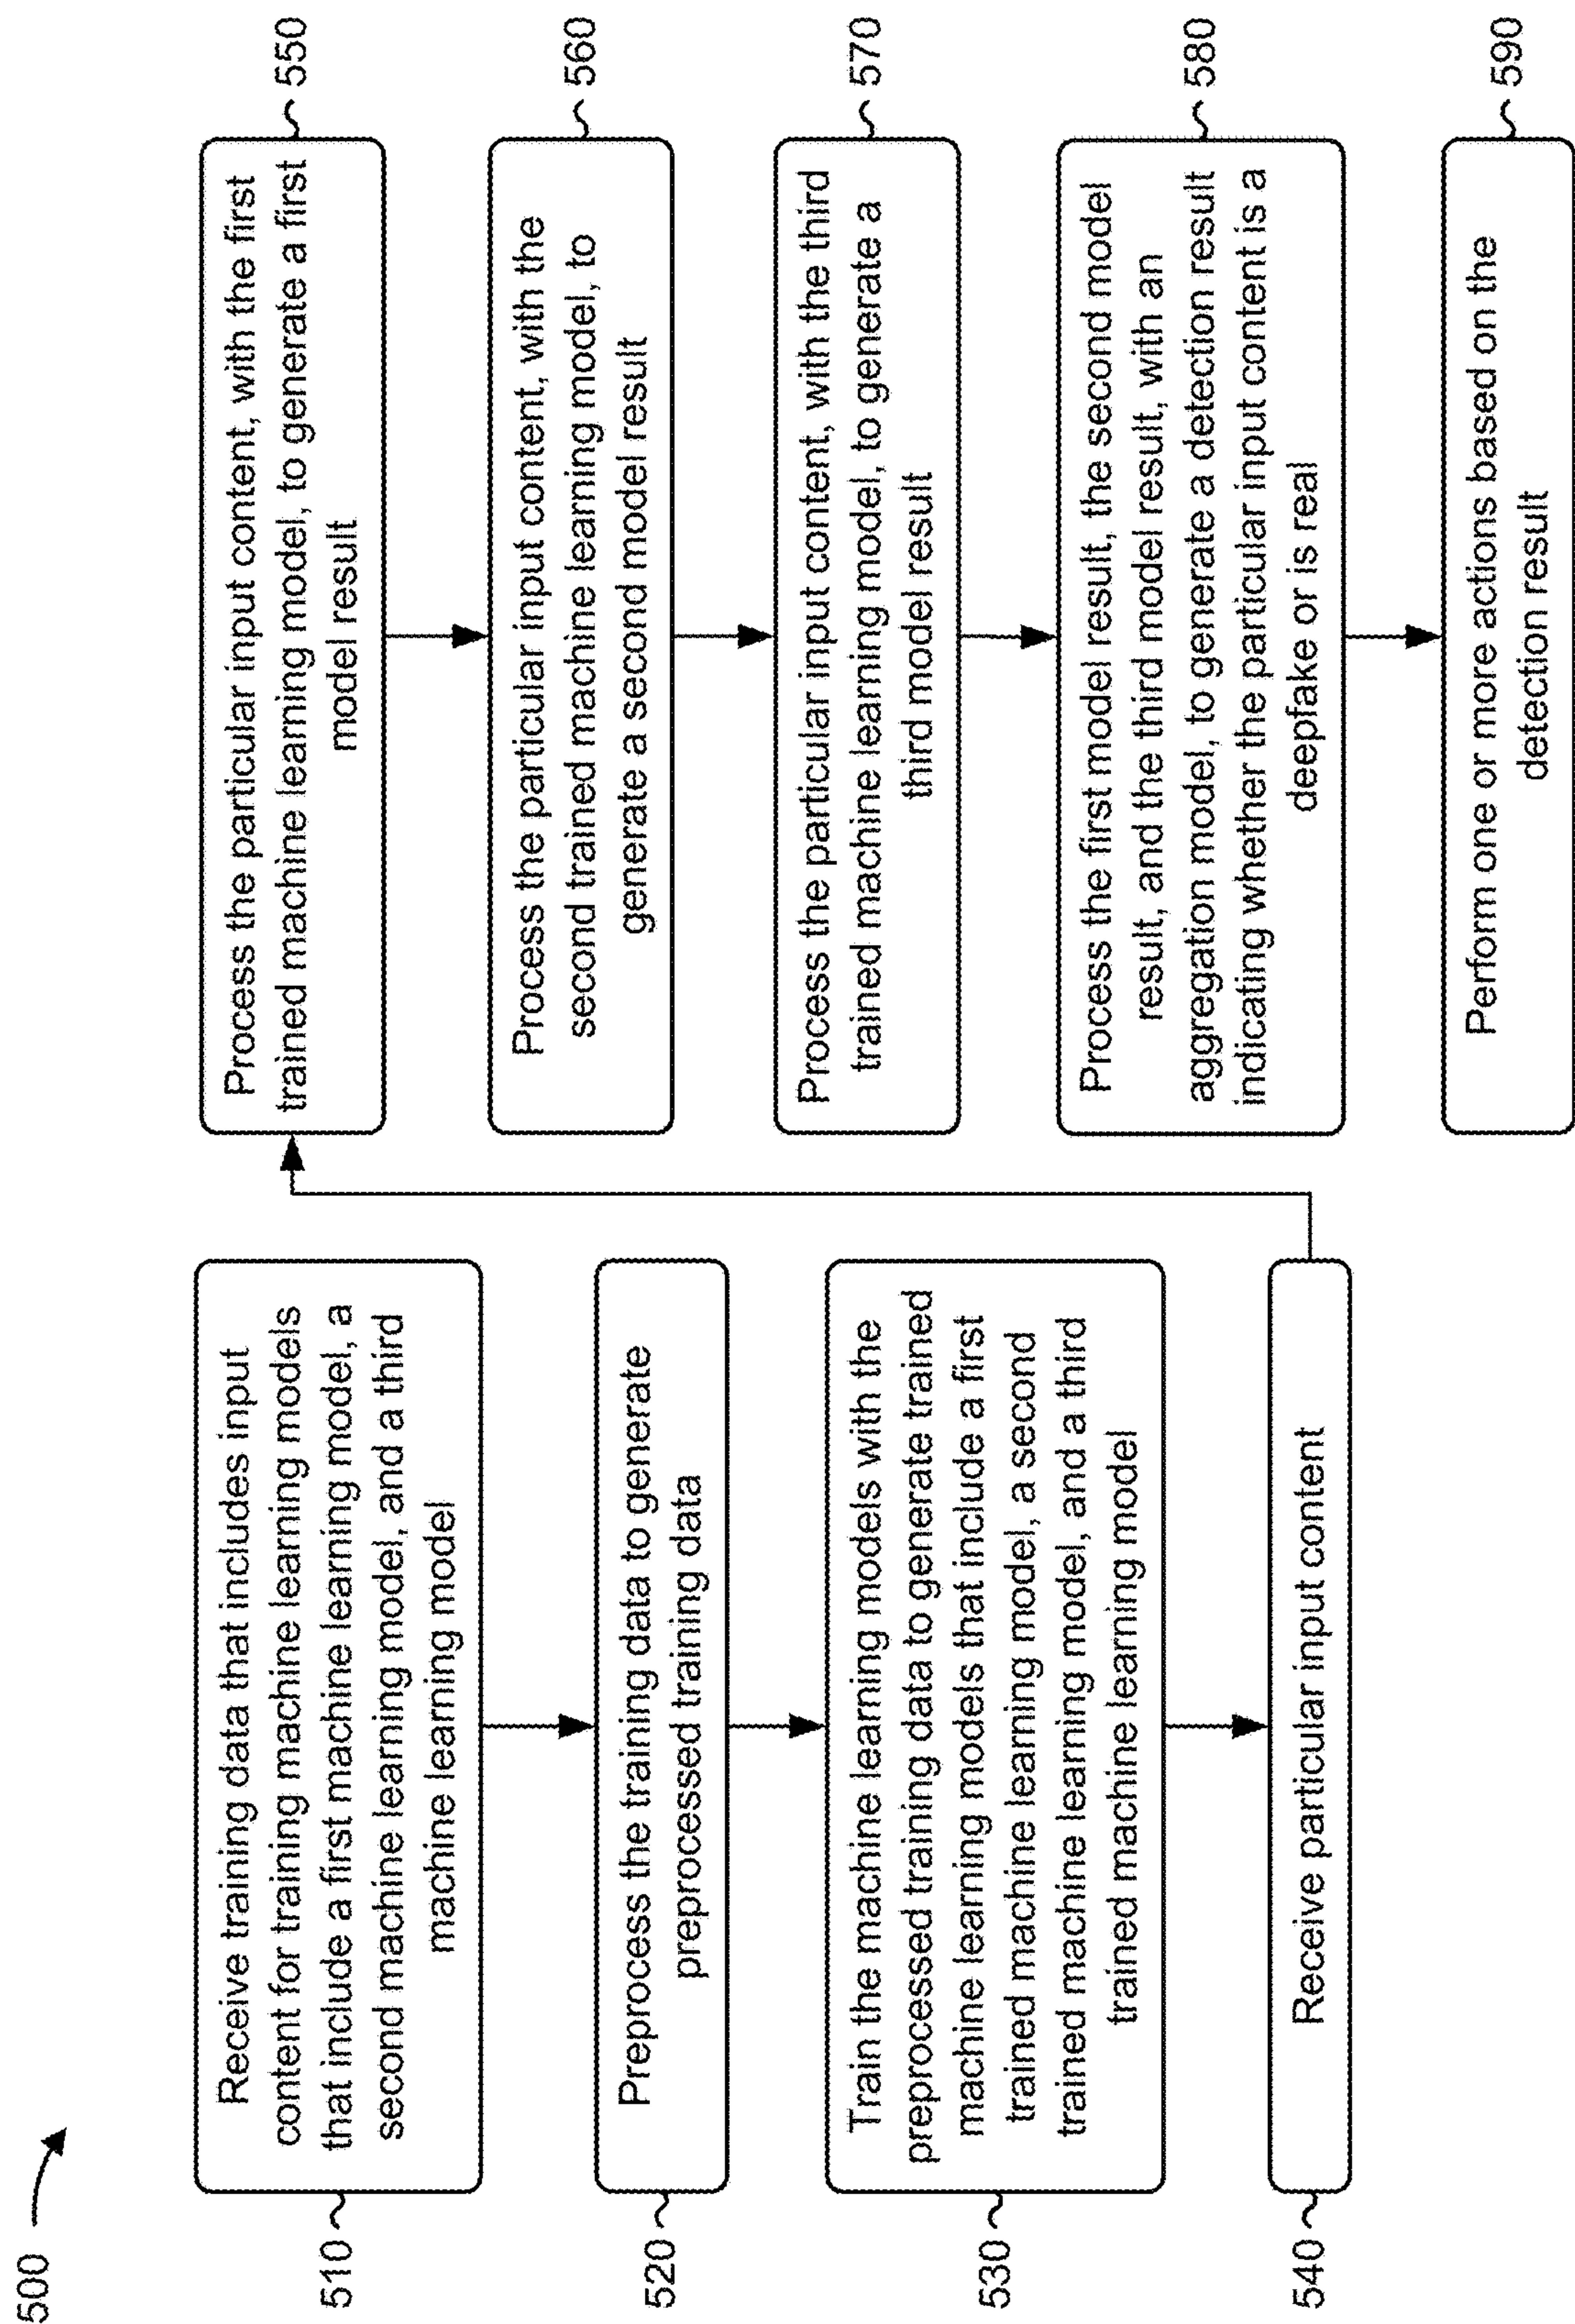 500
510
Receive training data that includes input
content for training machine learning models
that include a first machine learning model, a
second machine learning model, and a third
machine learning model
520
Preprocess the training data to generate
preprocessed training data
530
Train the machine learning models with the
preprocessed training data to generate trained
machine learning models that include a first
trained machine learning model, a second
trained machine learning model, and a third
trained machine learning model
540
Receive particular input content
550
Process the particular input content, with the first
trained machine learning model, to generate a first
model result
560
Process the particular input content, with the
second trained machine learning model, to
generate a second model result
570
Process the particular input content, with the third
trained machine learning model, to generate a
third model result
580
Process the first model result, the second model
result, and the third model result, with an
aggregation model, to generate a detection result
indicating whether the particular input content is a
deepfake or is real
590
Perform one or more actions based on the
detection result